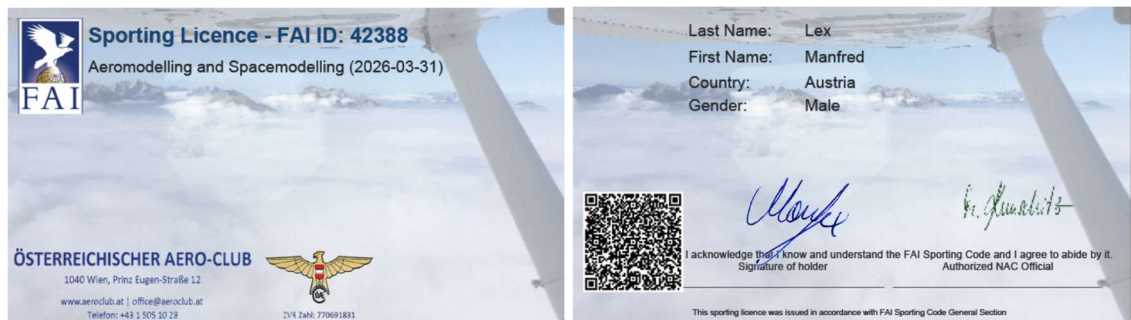 FAI
Sporting Licence - FAI ID: 42388
Aeromodelling and Spacemodelling (2026-03-31)
ÖSTERREICHISCHER AERO-CLUB
1040 Wien, Prinz Eugen-Straße 12
www.aeroclub.at | office@aeroclub.at
Telefon: +43 1 505 10 28
ZVR Zahl: 770691831
Last Name: Lex
First Name: Manfred
Country: Austria
Gender: Male
I acknowledge that I know and understand the FAI Sporting Code and I agree to abide by it.
Signature of holder Authorized NAC Official
This sporting licence was issued in accordance with FAI Sporting Code General Section